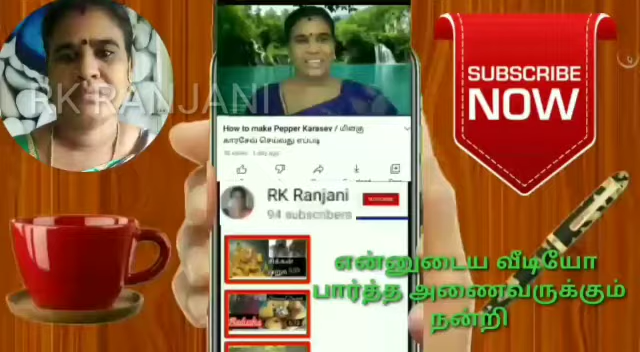 RK RANJANI
SUBSCRIBE
NOW
How to make Pepper Karasev / மிளகு
காரசேவ் செய்வது எப்படி
RK Ranjani
94 subscribers
SUBSCRIBE
என்னுடைய வீடியோ
பார்த்த அணைவருக்கும்
நன்றி